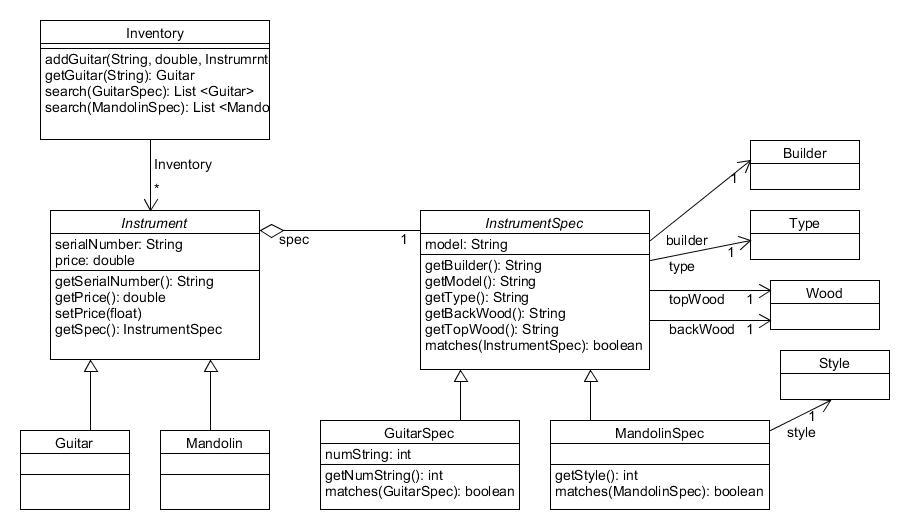 Inventory
addGuitar(String, double, Instrumrnt
getGuitar(String): Guitar
search(GuitarSpec): List <Guitar>
search(MandolinSpec): List <Mando
Inventory
*
Instrument
serialNumber: String
price: double
getSerialNumber(): String
getPrice(): double
setPrice(float)
getSpec(): InstrumentSpec
spec
1
InstrumentSpec
model: String
getBuilder(): String
getModel(): String
getType(): String
getBackWood(): String
getTopWood(): String
matches(InstrumentSpec): boolean
Builder
1
builder
Type
1
type
Wood
topWood 1
backWood 1
Style
1
style
Guitar
Mandolin
GuitarSpec
numString: int
getNumString(): int
matches(GuitarSpec): boolean
MandolinSpec
getStyle(): int
matches(MandolinSpec): boolean